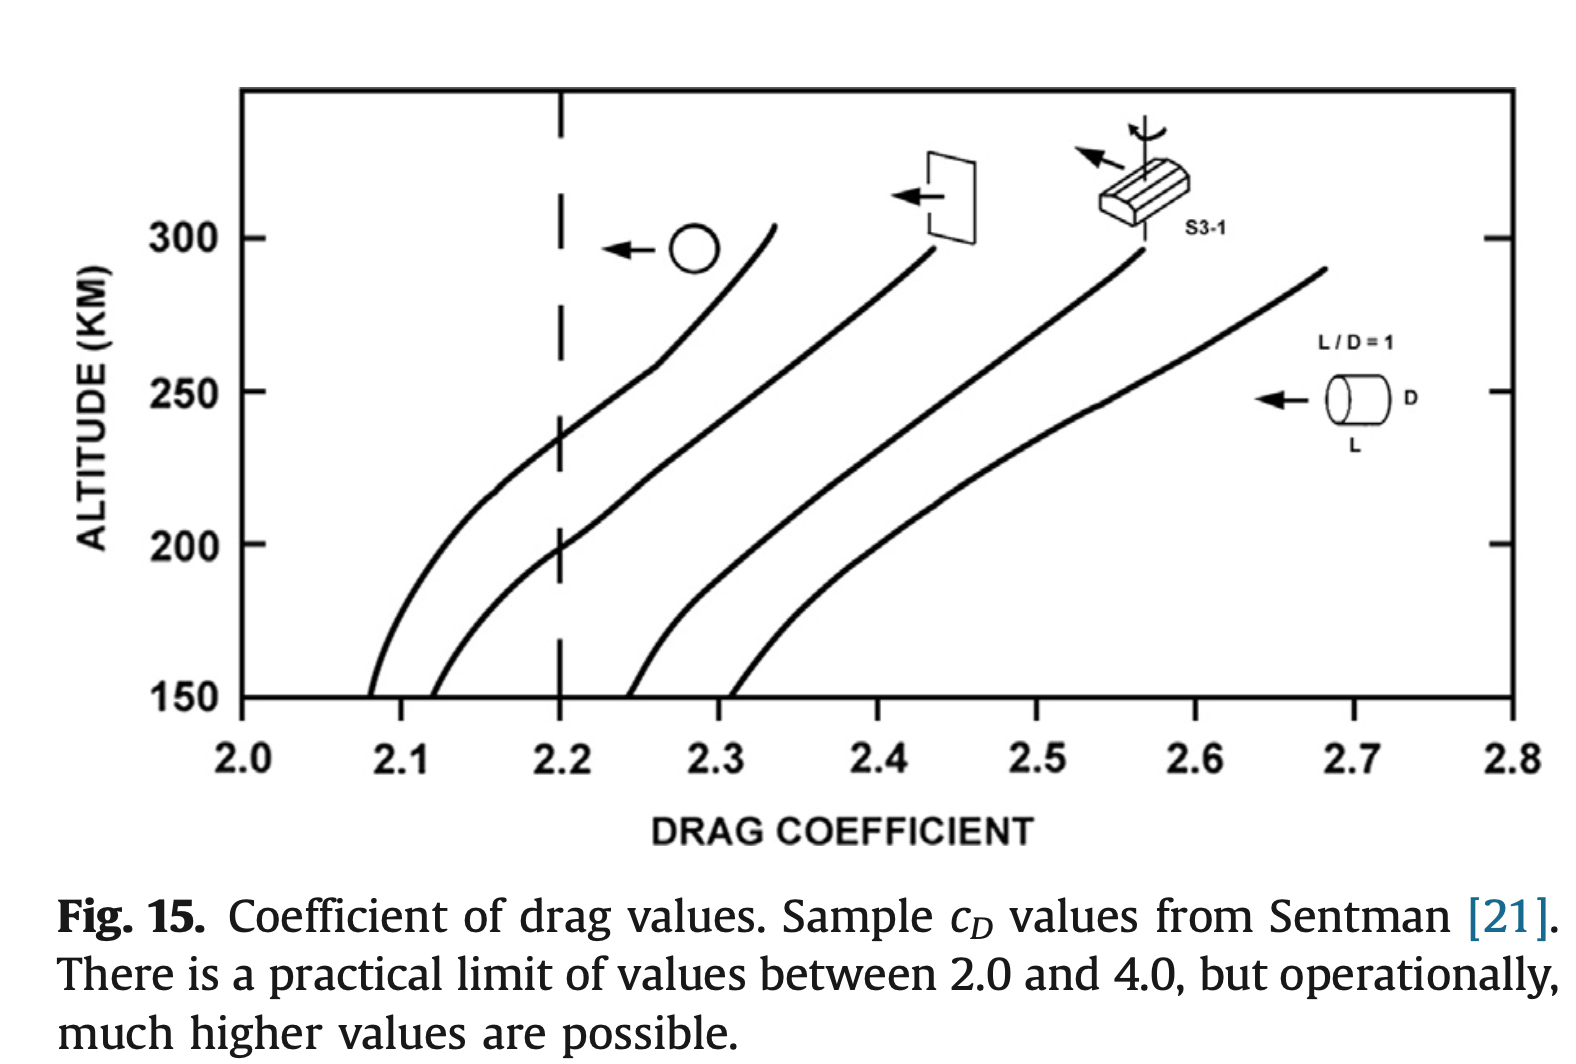 S3-1
300
L / D = 1
250
D
L
ALTITUDE (KM)
200
150
2.0 2.1 2.2 2.3 2.4 2.5 2.6 2.7 2.8
DRAG COEFFICIENT
Fig. 15. Coefficient of drag values. Sample cD values from Sentman [21].
There is a practical limit of values between 2.0 and 4.0, but operationally,
much higher values are possible.